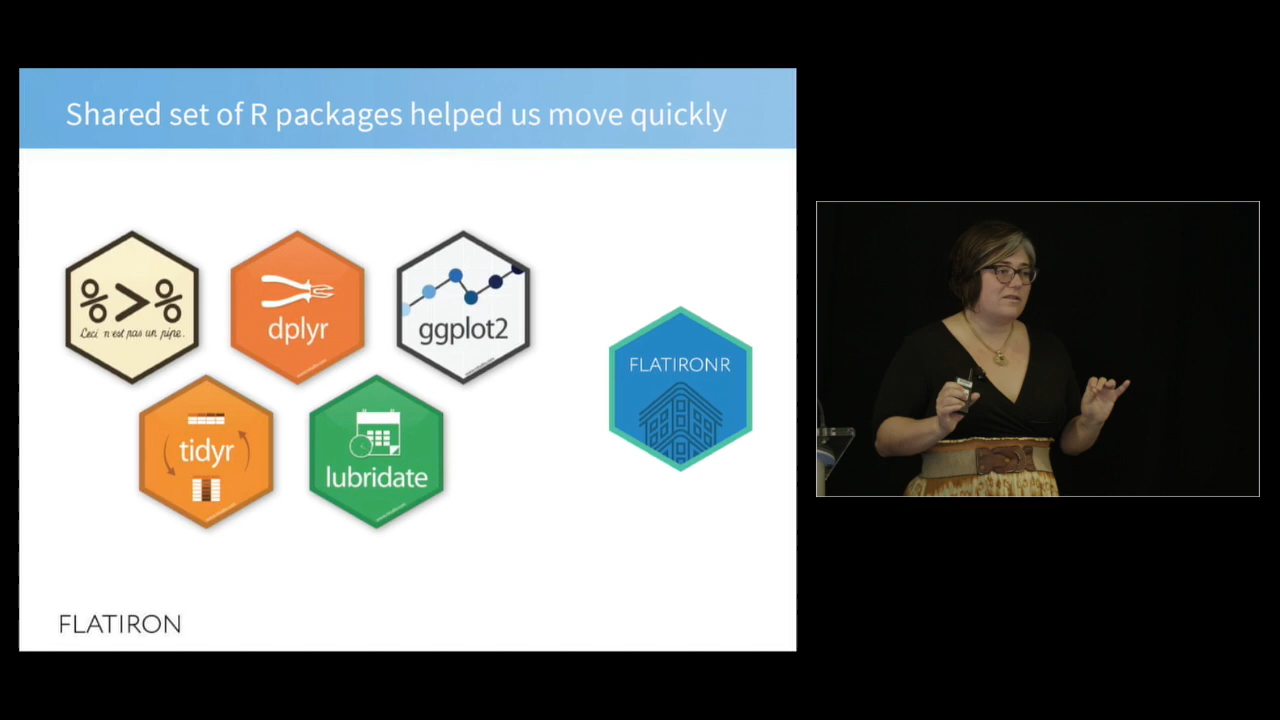 Shared set of R packages helped us move quickly
%>%
Ceci n'est pas un pipe.
dplyr
ggplot2
FLATIRONR
tidyr
lubridate
FLATIRON